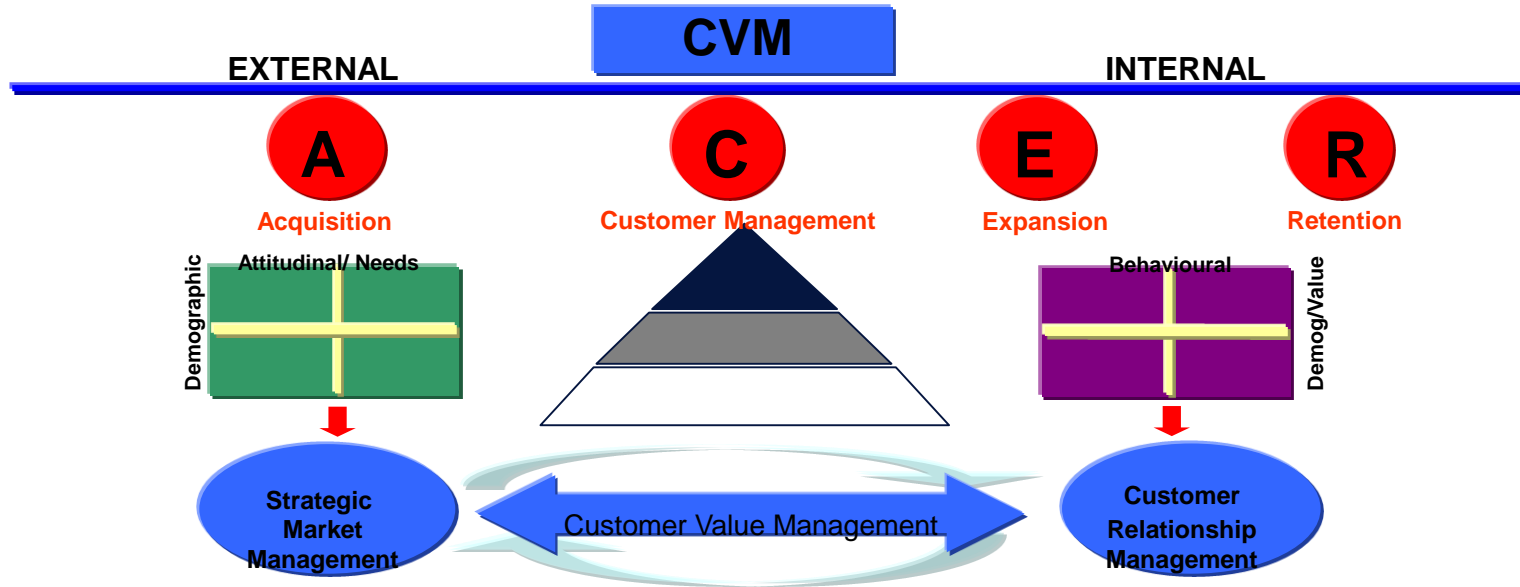 CVM
EXTERNAL
INTERNAL
A
C
E
R
Acquisition
Customer Management
Expansion
Retention
Demographic
Attitudinal/ Needs
Behavioural
Demog/Value
Strategic
Market
Management
Customer Value Management
Customer
Relationship
Management